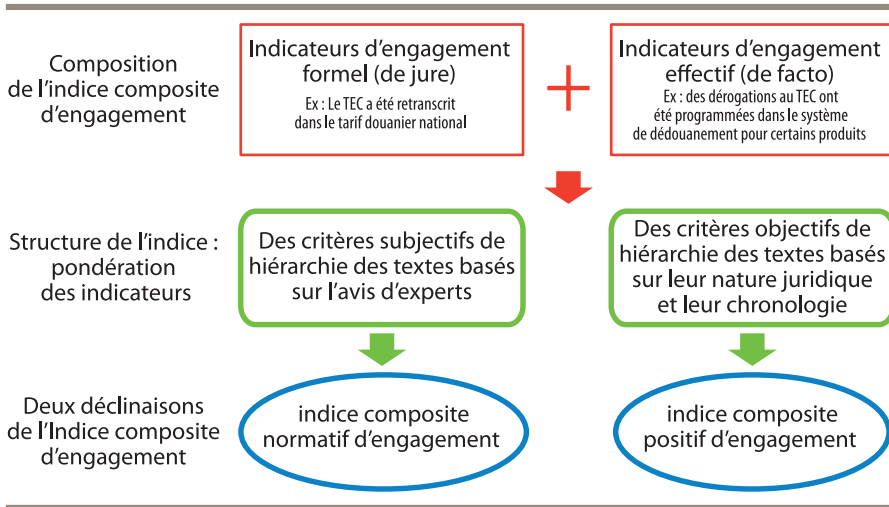 Composition
de l'indice composite
d'engagement
Indicateurs d'engagement
formel (de jure)
Ex : Le TEC a été retranscrit
dans le tarif douanier national
+
Indicateurs d'engagement
effectif (de facto)
Ex : des dérogations au TEC ont
été programmées dans le système
de dédouanement pour certains produits
Structure de l'indice :
pondération
des indicateurs
Des critères subjectifs de
hiérarchie des textes basés
sur l'avis d'experts
Des critères objectifs de
hiérarchie des textes basés
sur leur nature juridique
et leur chronologie
Deux déclinaisons
de l'Indice composite
d'engagement
indice composite
normatif d'engagement
indice composite
positif d'engagement